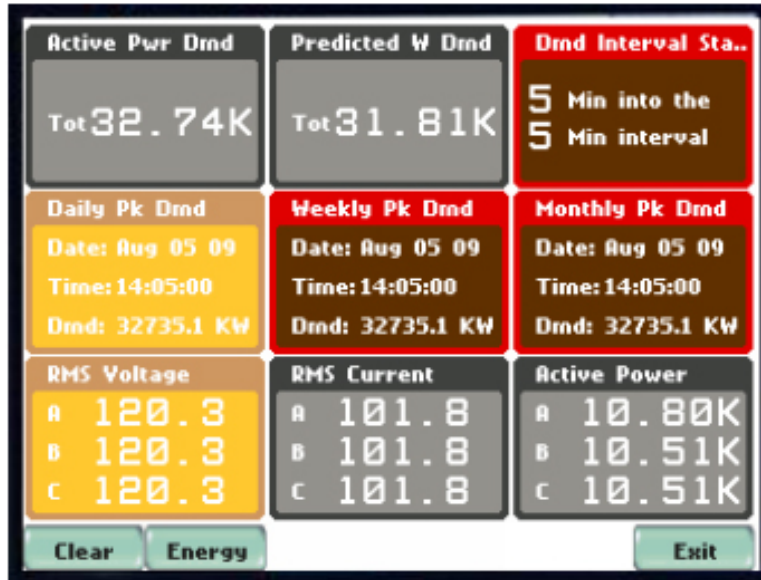 Active Pwr Dmd
Tot 32.74K
Predicted W Dmd
Tot 31.81K
Dmd Interval Sta..
5 Min into the
5 Min interval
Daily Pk Dmd
Date: Aug 05 09
Time: 14:05:00
Dmd: 32735.1 KW
Weekly Pk Dmd
Date: Aug 05 09
Time: 14:05:00
Dmd: 32735.1 KW
Monthly Pk Dmd
Date: Aug 05 09
Time: 14:05:00
Dmd: 32735.1 KW
RMS Voltage
A 120.3
B 120.3
C 120.3
RMS Current
A 101.8
B 101.8
C 101.8
Active Power
A 10.80K
B 10.51K
C 10.51K
Clear
Energy
Exit